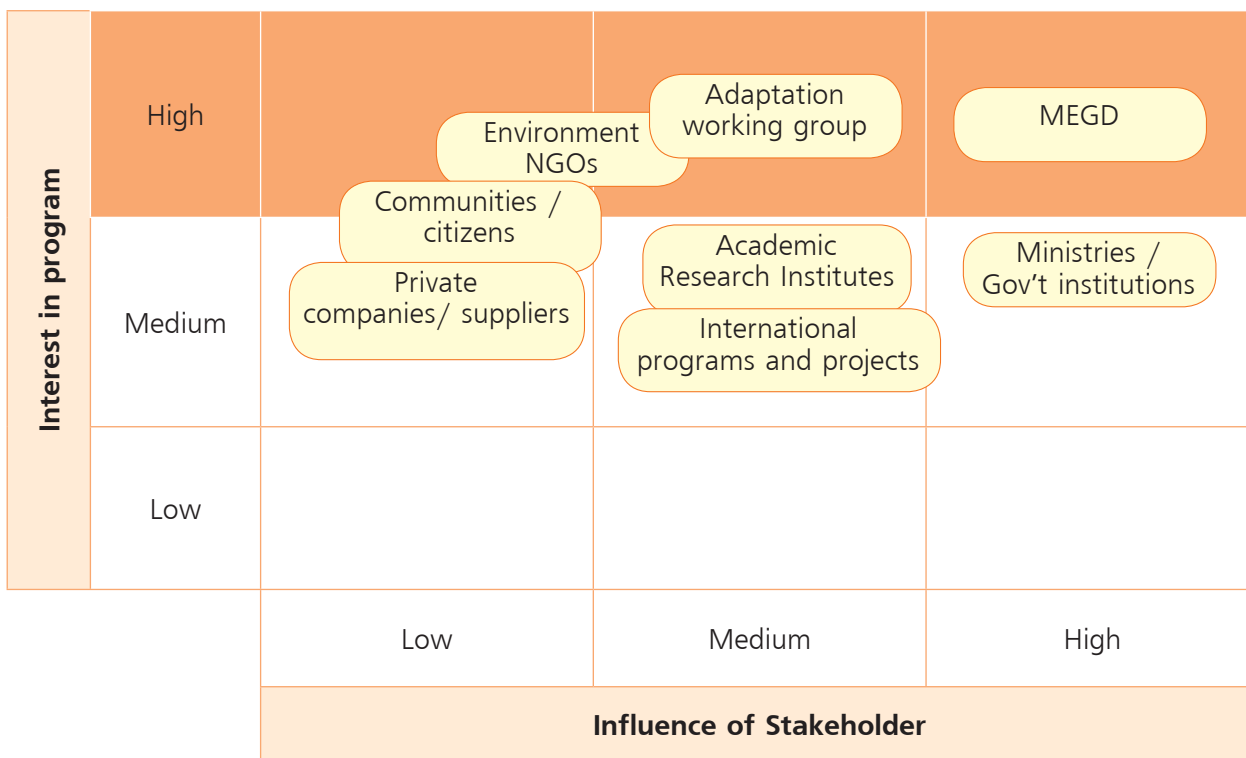 Interest in program
High
Adaptation
working group
MEGD
Environment
NGOs
Communities /
citizens
Medium
Private
companies/ suppliers
Academic
Research Institutes
Ministries /
Gov’t institutions
International
programs and projects
Low
Low
Medium
High
Influence of Stakeholder